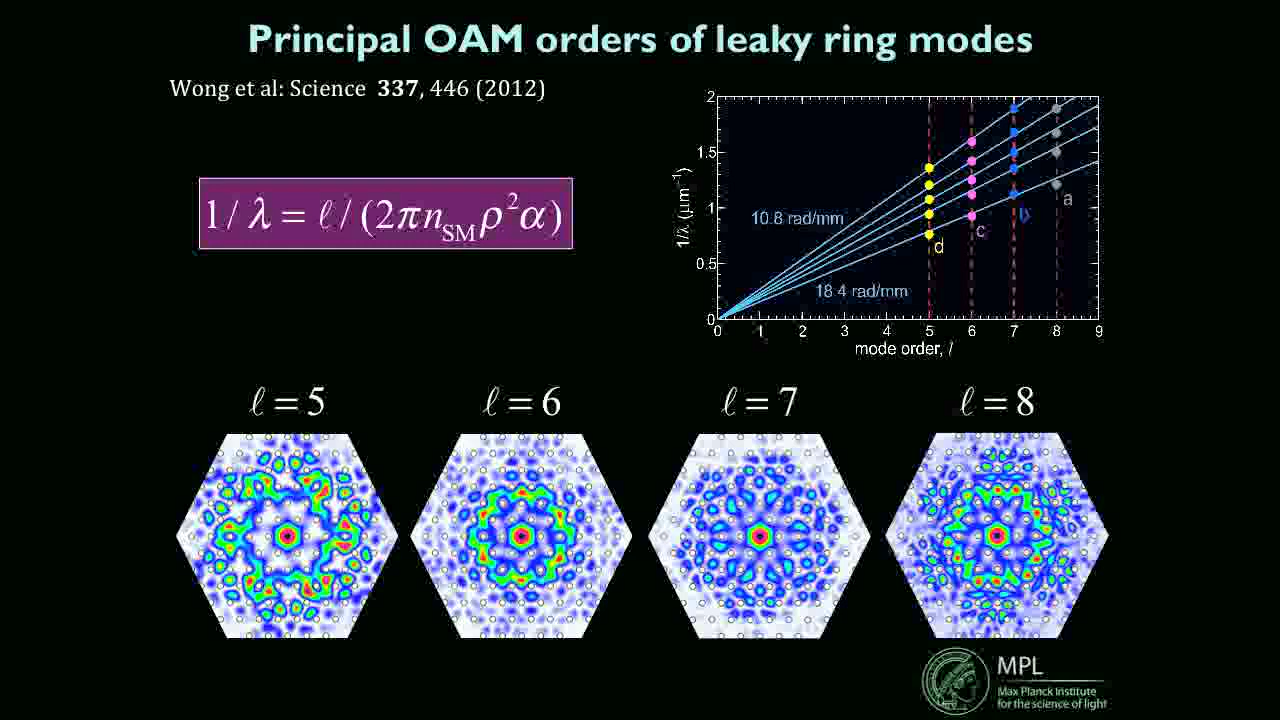 Principal OAM orders of leaky ring modes
Wong et al: Science 337, 446 (2012)
1/ λ = ℓ / (2πn_SM ρ²α)
2
1.5
1
0.5
0
1/λ (μm⁻¹)
10.8 rad/mm
18.4 rad/mm
a
b
c
d
0 1 2 3 4 5 6 7 8 9
mode order, l
ℓ = 5
ℓ = 6
ℓ = 7
ℓ = 8
MPL
Max Planck Institute
for the science of light